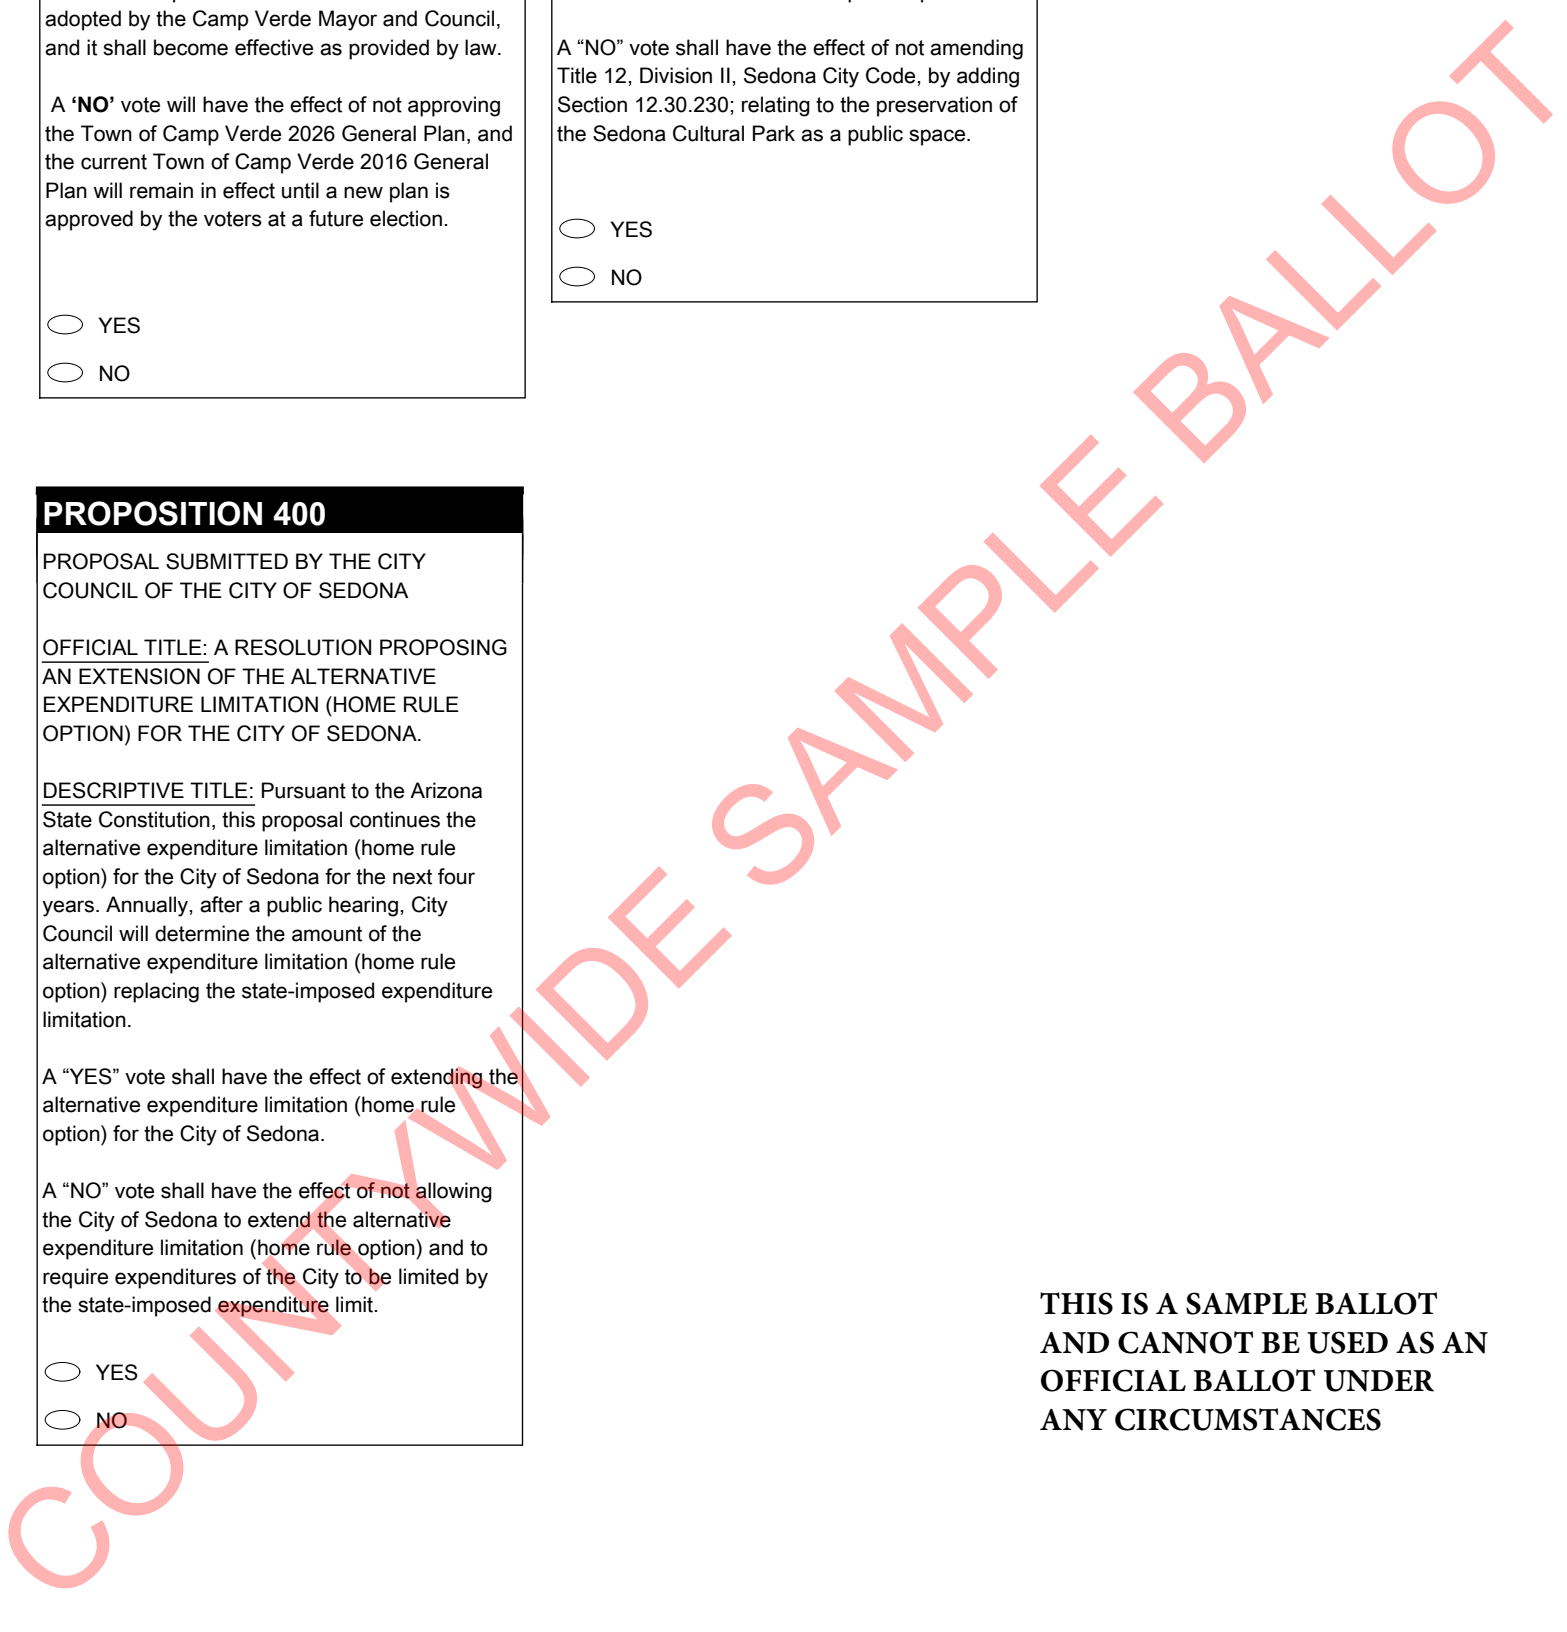 adopted by the Camp Verde Mayor and Council,
and it shall become effective as provided by law.
A ‘NO’ vote will have the effect of not approving
the Town of Camp Verde 2026 General Plan, and
the current Town of Camp Verde 2016 General
Plan will remain in effect until a new plan is
approved by the voters at a future election.
YES
NO
A “NO” vote shall have the effect of not amending
Title 12, Division II, Sedona City Code, by adding
Section 12.30.230; relating to the preservation of
the Sedona Cultural Park as a public space.
YES
NO
PROPOSITION 400
PROPOSAL SUBMITTED BY THE CITY
COUNCIL OF THE CITY OF SEDONA
OFFICIAL TITLE: A RESOLUTION PROPOSING
AN EXTENSION OF THE ALTERNATIVE
EXPENDITURE LIMITATION (HOME RULE
OPTION) FOR THE CITY OF SEDONA.
DESCRIPTIVE TITLE: Pursuant to the Arizona
State Constitution, this proposal continues the
alternative expenditure limitation (home rule
option) for the City of Sedona for the next four
years. Annually, after a public hearing, City
Council will determine the amount of the
alternative expenditure limitation (home rule
option) replacing the state-imposed expenditure
limitation.
A “YES” vote shall have the effect of extending the
alternative expenditure limitation (home rule
option) for the City of Sedona.
A “NO” vote shall have the effect of not allowing
the City of Sedona to extend the alternative
expenditure limitation (home rule option) and to
require expenditures of the City to be limited by
the state-imposed expenditure limit.
YES
NO
THIS IS A SAMPLE BALLOT
AND CANNOT BE USED AS AN
OFFICIAL BALLOT UNDER
ANY CIRCUMSTANCES
COUNTYWIDE SAMPLE BALLOT